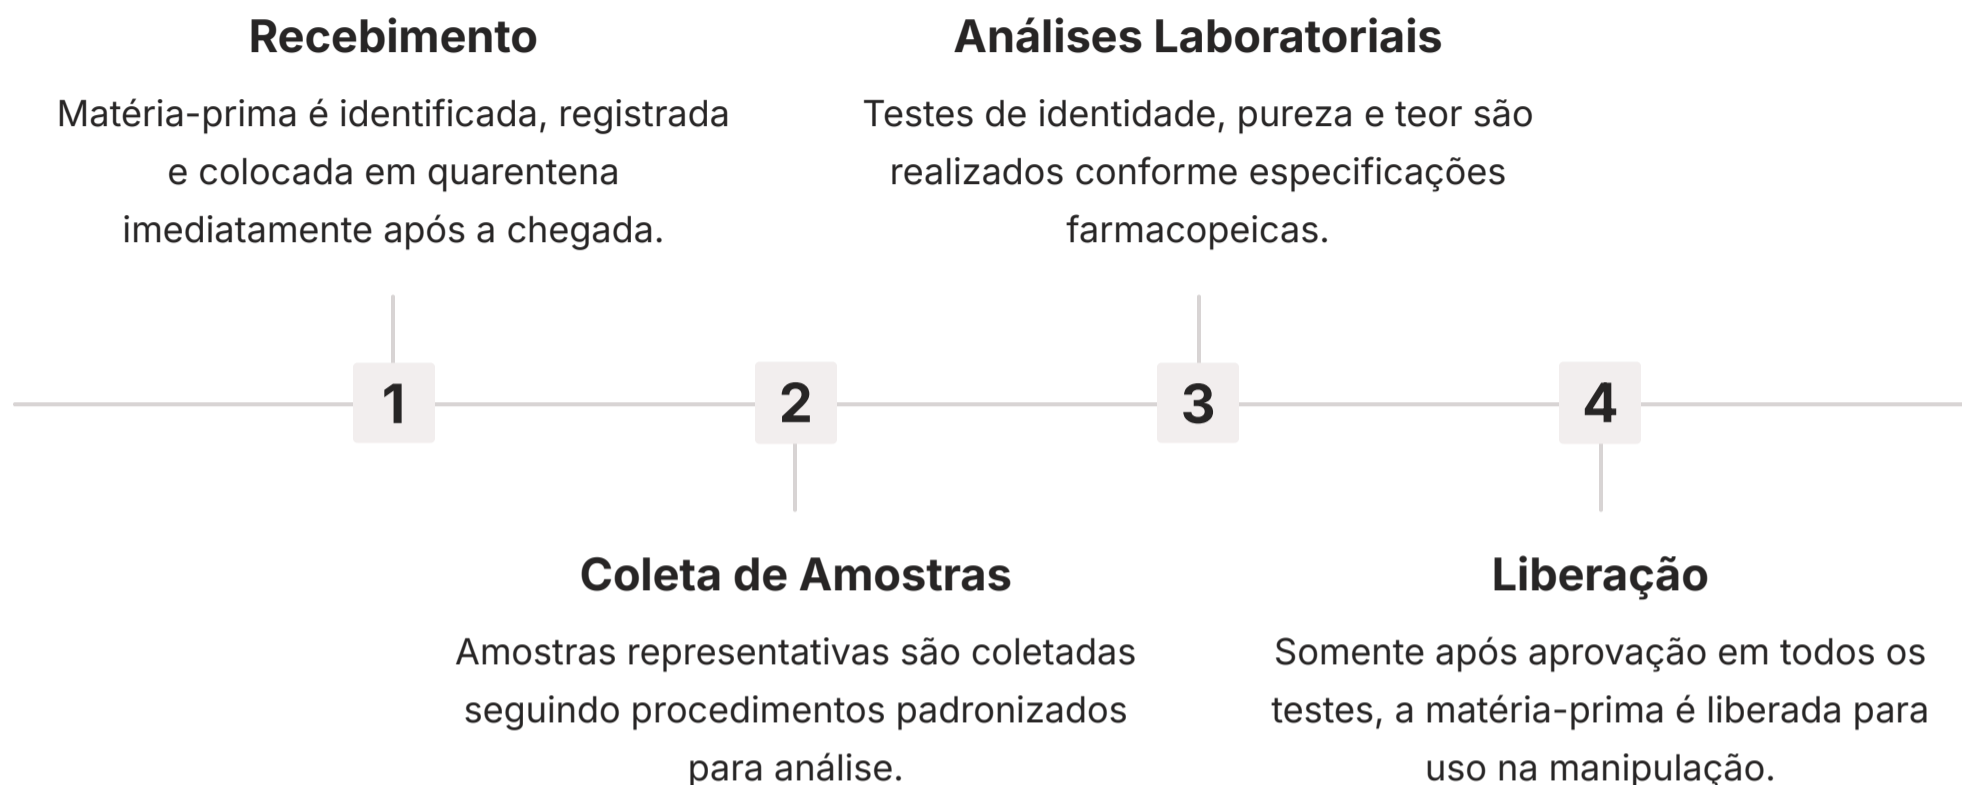 Recebimento
Matéria-prima é identificada, registrada
e colocada em quarentena
imediatamente após a chegada.
1
Coleta de Amostras
Amostras representativas são coletadas
seguindo procedimentos padronizados
para análise.
2
Análises Laboratoriais
Testes de identidade, pureza e teor são
realizados conforme especificações
farmacopeicas.
3
Liberação
Somente após aprovação em todos os
testes, a matéria-prima é liberada para
uso na manipulação.
4